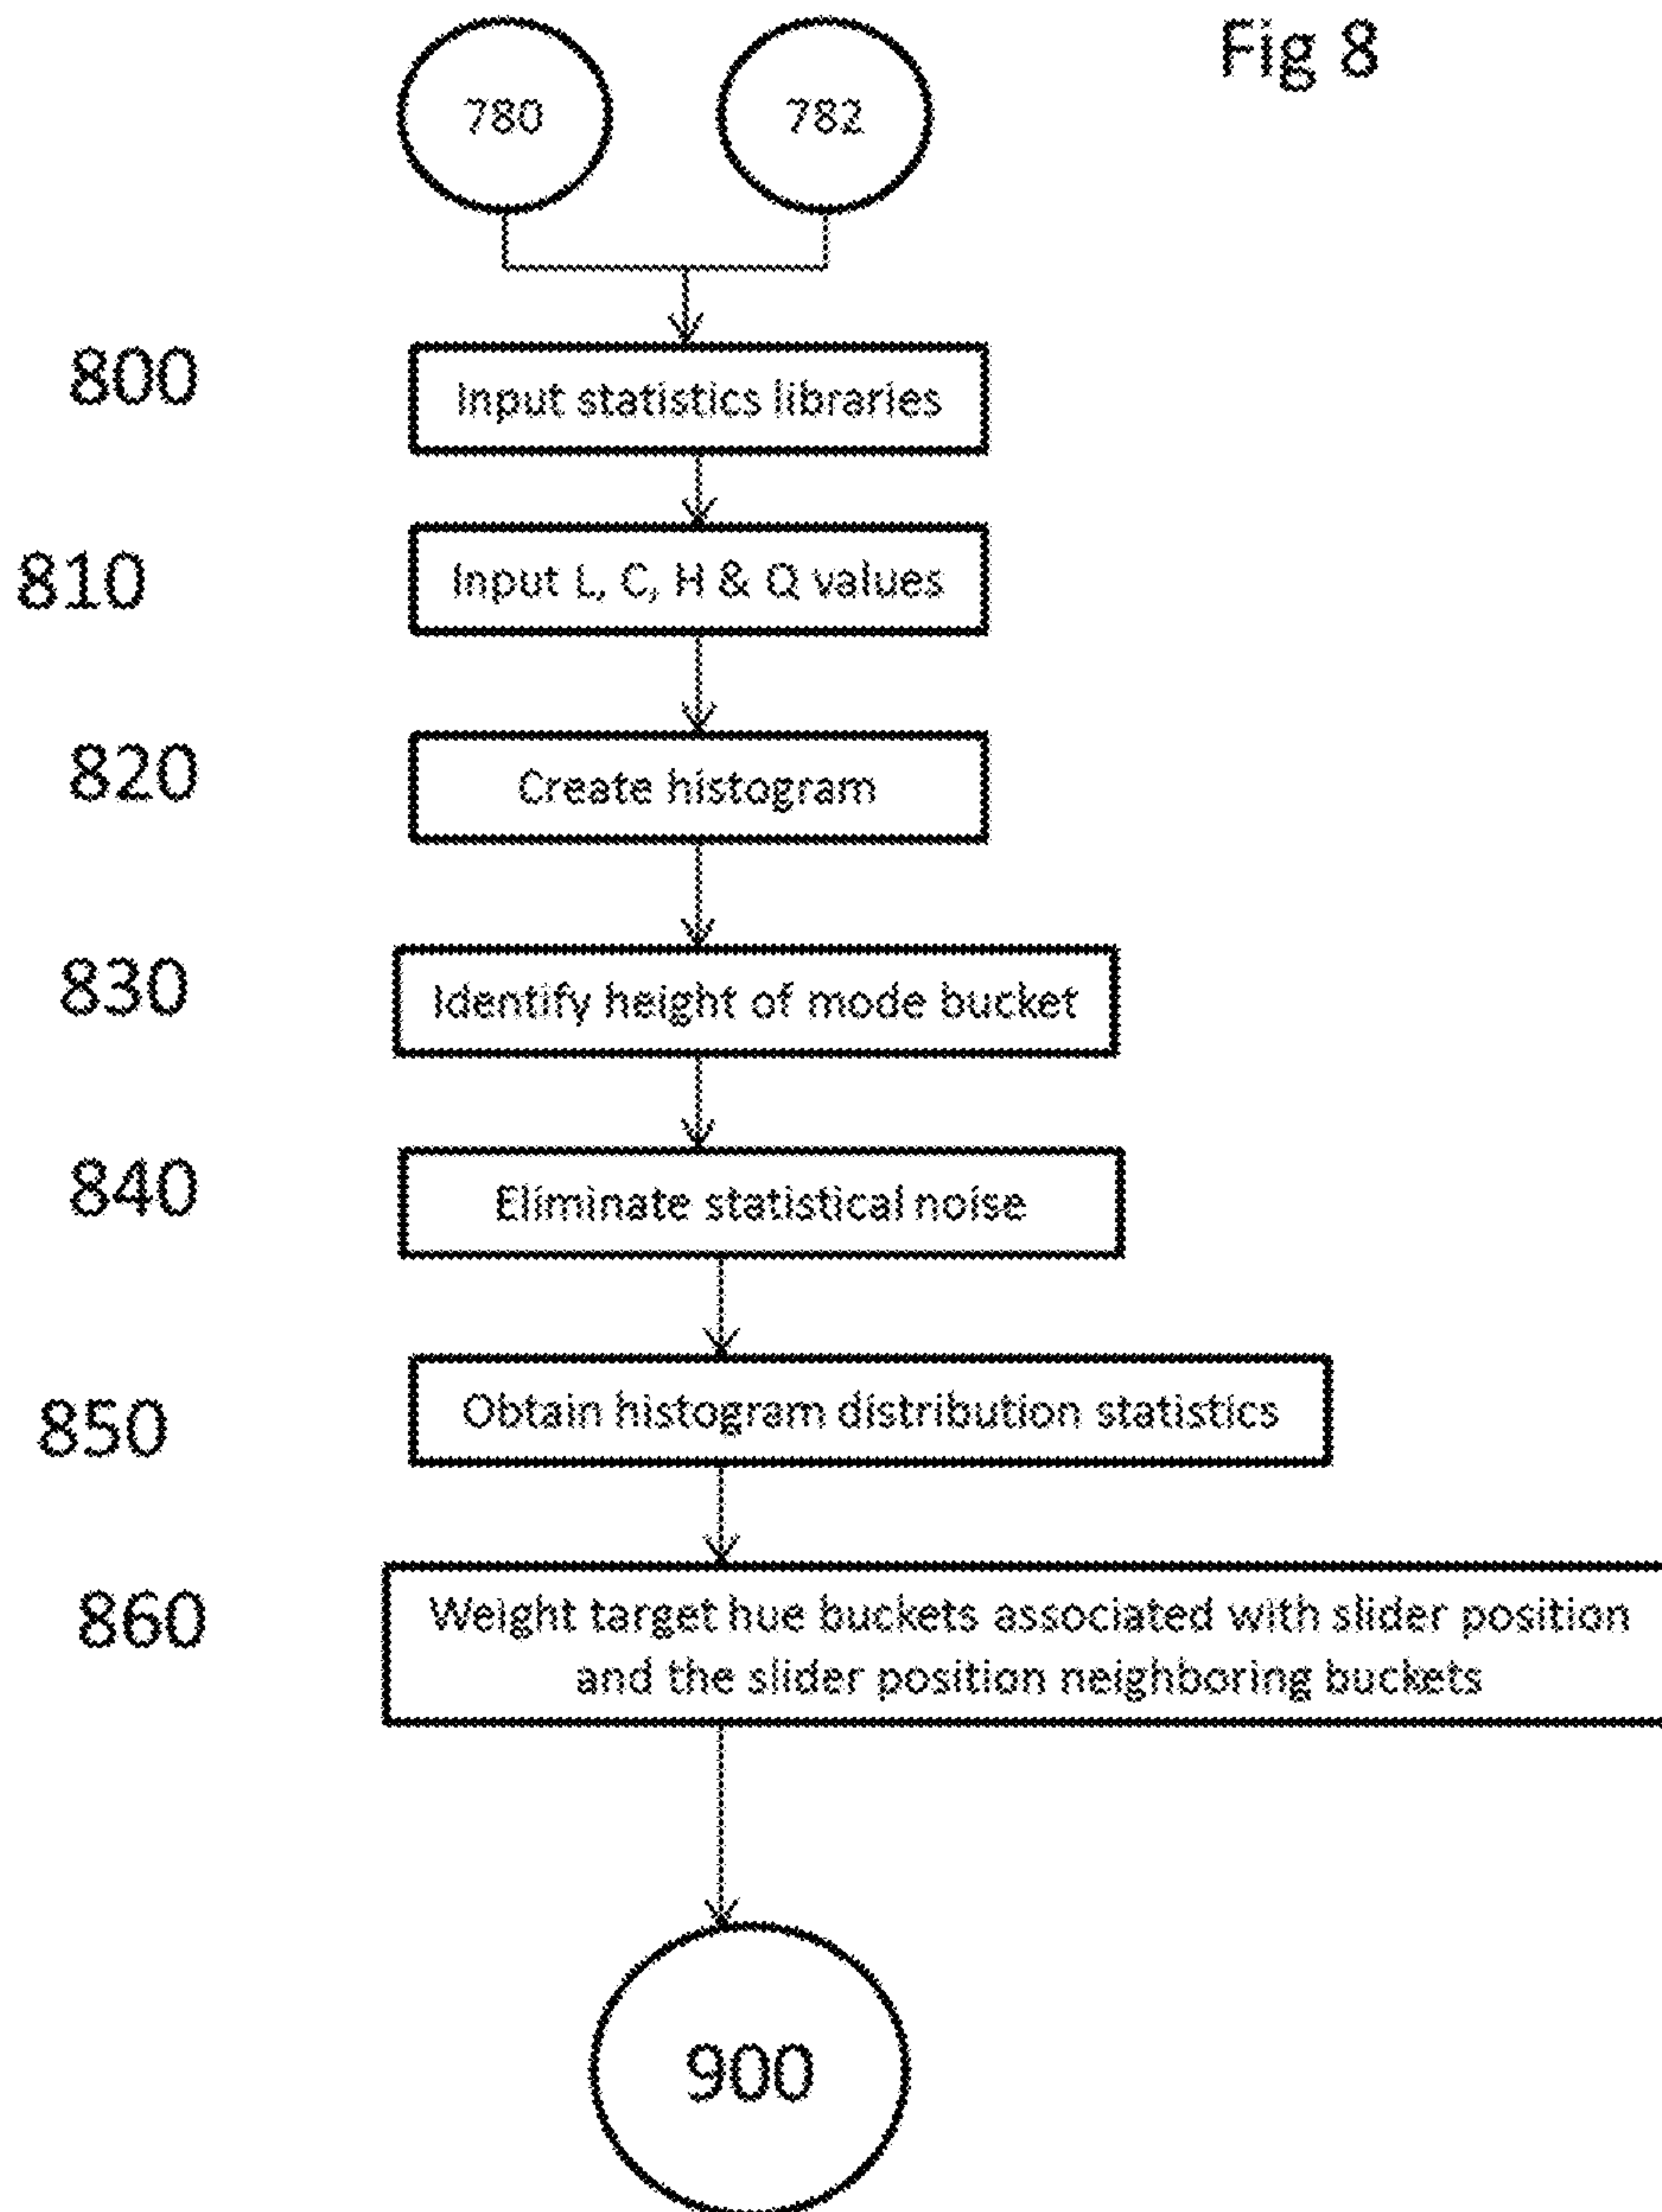 Fig 8
780
782
800
Input statistics libraries
810
Input L, C, H & Q values
820
Create histogram
830
Identify height of mode bucket
840
Eliminate statistical noise
850
Obtain histogram distribution statistics
860
Weight target hue buckets associated with slider position
and the slider position neighboring buckets
900